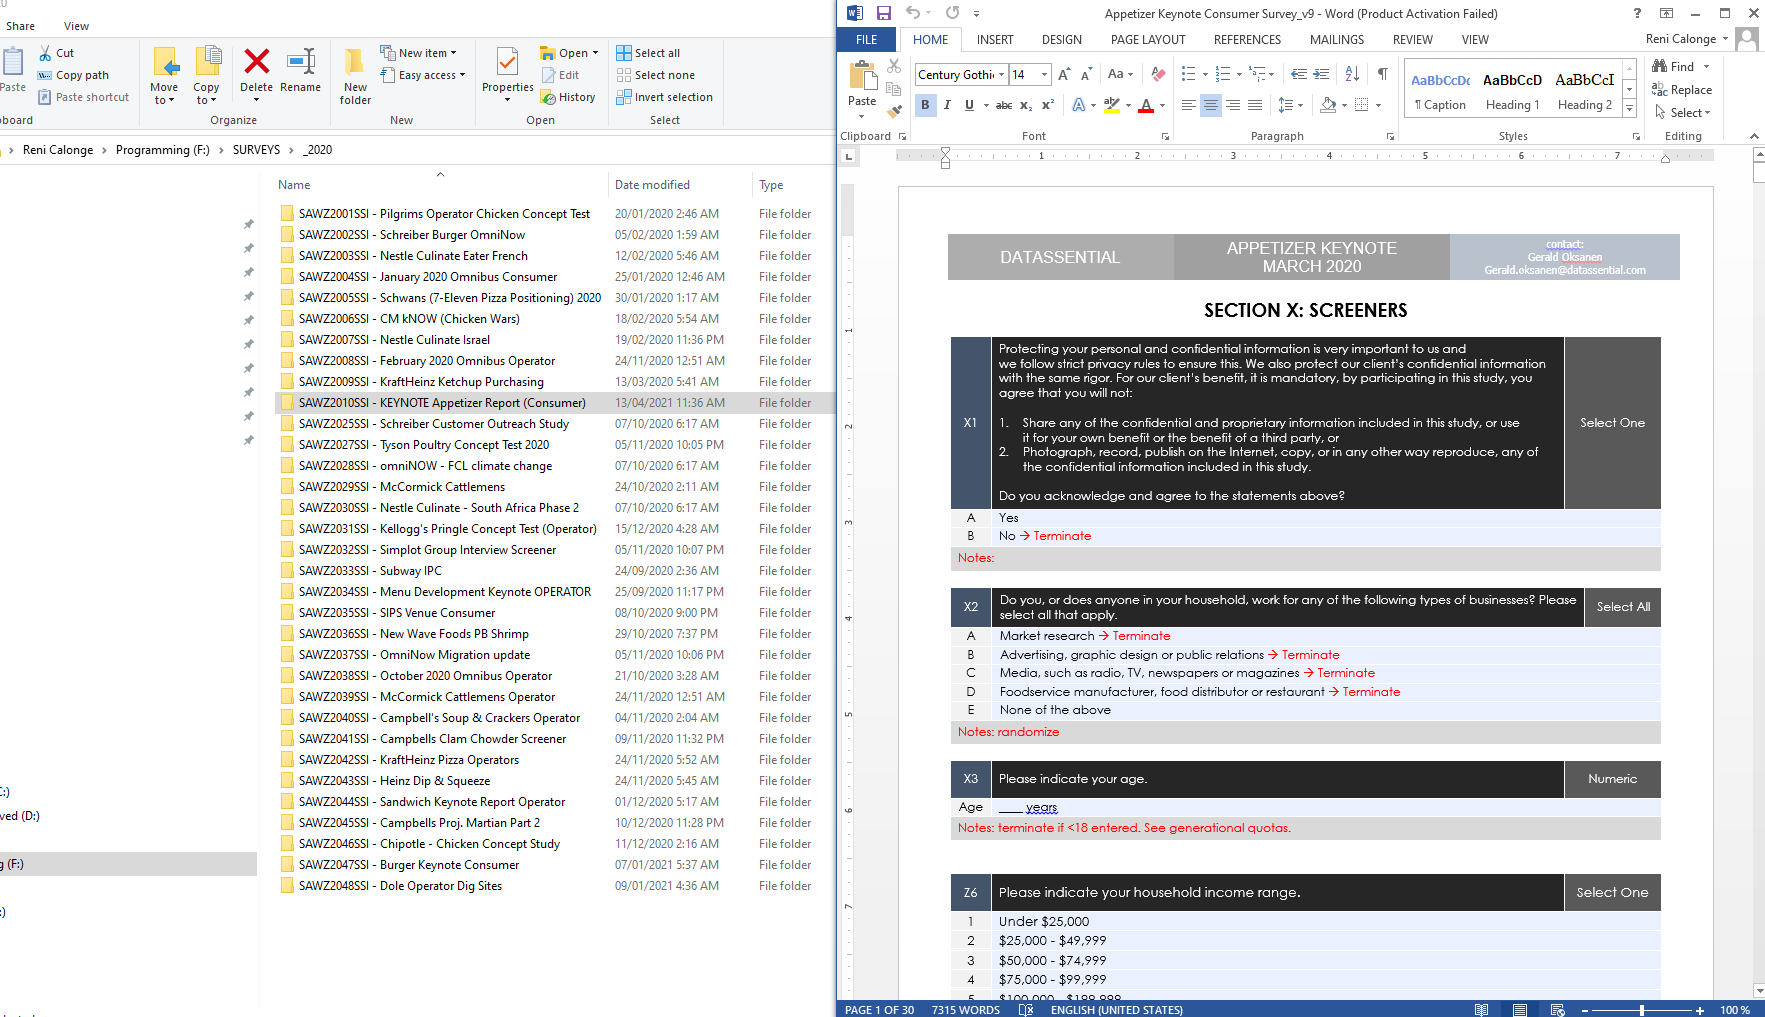 Share
View
Paste
Cut
Copy path
Paste shortcut
Move to
Copy to
Delete
Rename
Organize
New folder
New item
Easy access
New
Properties
Open
Edit
History
Open
Select all
Select none
Invert selection
Select
Reni Calonge > Programming (F:) > SURVEYS > _2020
Name Date modified Type
SAWZ2001SSI - Pilgrims Operator Chicken Concept Test 20/01/2020 2:46 AM File folder
SAWZ2002SSI - Schreiber Burger OmniNow 05/02/2020 1:59 AM File folder
SAWZ2003SSI - Nestle Culinate Eater French 12/02/2020 5:46 AM File folder
SAWZ2004SSI - January 2020 Omnibus Consumer 25/01/2020 12:46 AM File folder
SAWZ2005SSI - Schwans (7-Eleven Pizza Positioning) 2020 30/01/2020 1:17 AM File folder
SAWZ2006SSI - CM kNOW (Chicken Wars) 18/02/2020 5:54 AM File folder
SAWZ2007SSI - Nestle Culinate Israel 19/02/2020 11:36 PM File folder
SAWZ2008SSI - February 2020 Omnibus Operator 24/11/2020 12:51 AM File folder
SAWZ2009SSI - KraftHeinz Ketchup Purchasing 13/03/2020 5:41 AM File folder
SAWZ2010SSI - KEYNOTE Appetizer Report (Consumer) 13/04/2021 11:36 AM File folder
SAWZ2025SSI - Schreiber Customer Outreach Study 07/10/2020 6:17 AM File folder
SAWZ2027SSI - Tyson Poultry Concept Test 2020 05/11/2020 10:05 PM File folder
SAWZ2028SSI - omniNOW - FCL climate change 07/10/2020 6:17 AM File folder
SAWZ2029SSI - McCormick Cattlemens 24/10/2020 2:11 AM File folder
SAWZ2030SSI - Nestle Culinate - South Africa Phase 2 07/10/2020 6:17 AM File folder
SAWZ2031SSI - Kellogg's Pringle Concept Test (Operator) 15/12/2020 4:28 AM File folder
SAWZ2032SSI - Simplot Group Interview Screener 05/11/2020 10:07 PM File folder
SAWZ2033SSI - Subway IPC 24/09/2020 2:36 AM File folder
SAWZ2034SSI - Menu Development Keynote OPERATOR 25/09/2020 11:17 PM File folder
SAWZ2035SSI - SIPS Venue Consumer 08/10/2020 9:00 PM File folder
SAWZ2036SSI - New Wave Foods PB Shrimp 29/10/2020 7:37 PM File folder
SAWZ2037SSI - OmniNow Migration update 05/11/2020 10:06 PM File folder
SAWZ2038SSI - October 2020 Omnibus Operator 21/10/2020 3:28 AM File folder
SAWZ2039SSI - McCormick Cattlemens Operator 24/11/2020 12:51 AM File folder
SAWZ2040SSI - Campbell's Soup & Crackers Operator 04/11/2020 2:04 AM File folder
SAWZ2041SSI - Campbells Clam Chowder Screener 09/11/2020 11:32 PM File folder
SAWZ2042SSI - KraftHeinz Pizza Operators 24/11/2020 5:52 AM File folder
SAWZ2043SSI - Heinz Dip & Squeeze 24/11/2020 5:45 AM File folder
SAWZ2044SSI - Sandwich Keynote Report Operator 01/12/2020 5:17 AM File folder
SAWZ2045SSI - Campbells Proj. Martian Part 2 10/12/2020 11:28 PM File folder
SAWZ2046SSI - Chipotle - Chicken Concept Study 11/12/2020 2:16 AM File folder
SAWZ2047SSI - Burger Keynote Consumer 07/01/2021 5:37 AM File folder
SAWZ2048SSI - Dole Operator Dig Sites 09/01/2021 4:36 AM File folder
(D:)
(F:)
Appetizer Keynote Consumer Survey_v9 - Word (Product Activation Failed)
FILE HOME INSERT DESIGN PAGE LAYOUT REFERENCES MAILINGS REVIEW VIEW Reni Calonge
Paste
Clipboard
Century Gothi 14
Font
Paragraph
AaBbCcDc AaBbCcD AaBbCcI
¶ Caption Heading 1 Heading 2
Styles
Find
Replace
Select
Editing
1 2 3 4 5 6 7
DATASSENTIAL
APPETIZER KEYNOTE
MARCH 2020
contact:
Gerald Oksanen
Gerald.oksanen@datassential.com
SECTION X: SCREENERS
X1
Protecting your personal and confidential information is very important to us and
we follow strict privacy rules to ensure this. We also protect our client's confidential information
with the same rigor. For our client's benefit, it is mandatory, by participating in this study, you
agree that you will not:
1. Share any of the confidential and proprietary information included in this study, or use
it for your own benefit or the benefit of a third party, or
2. Photograph, record, publish on the Internet, copy, or in any other way reproduce, any of
the confidential information included in this study.
Do you acknowledge and agree to the statements above?
Select One
A Yes
B No → Terminate
Notes:
X2
Do you, or does anyone in your household, work for any of the following types of businesses? Please
select all that apply.
Select All
A Market research → Terminate
B Advertising, graphic design or public relations → Terminate
C Media, such as radio, TV, newspapers or magazines → Terminate
D Foodservice manufacturer, food distributor or restaurant → Terminate
E None of the above
Notes: randomize
X3 Please indicate your age. Numeric
Age ____ years
Notes: terminate if <18 entered. See generational quotas.
Z6 Please indicate your household income range. Select One
1 Under $25,000
2 $25,000 - $49,999
3 $50,000 - $74,999
4 $75,000 - $99,999
PAGE 1 OF 30 7315 WORDS ENGLISH (UNITED STATES) 100 %